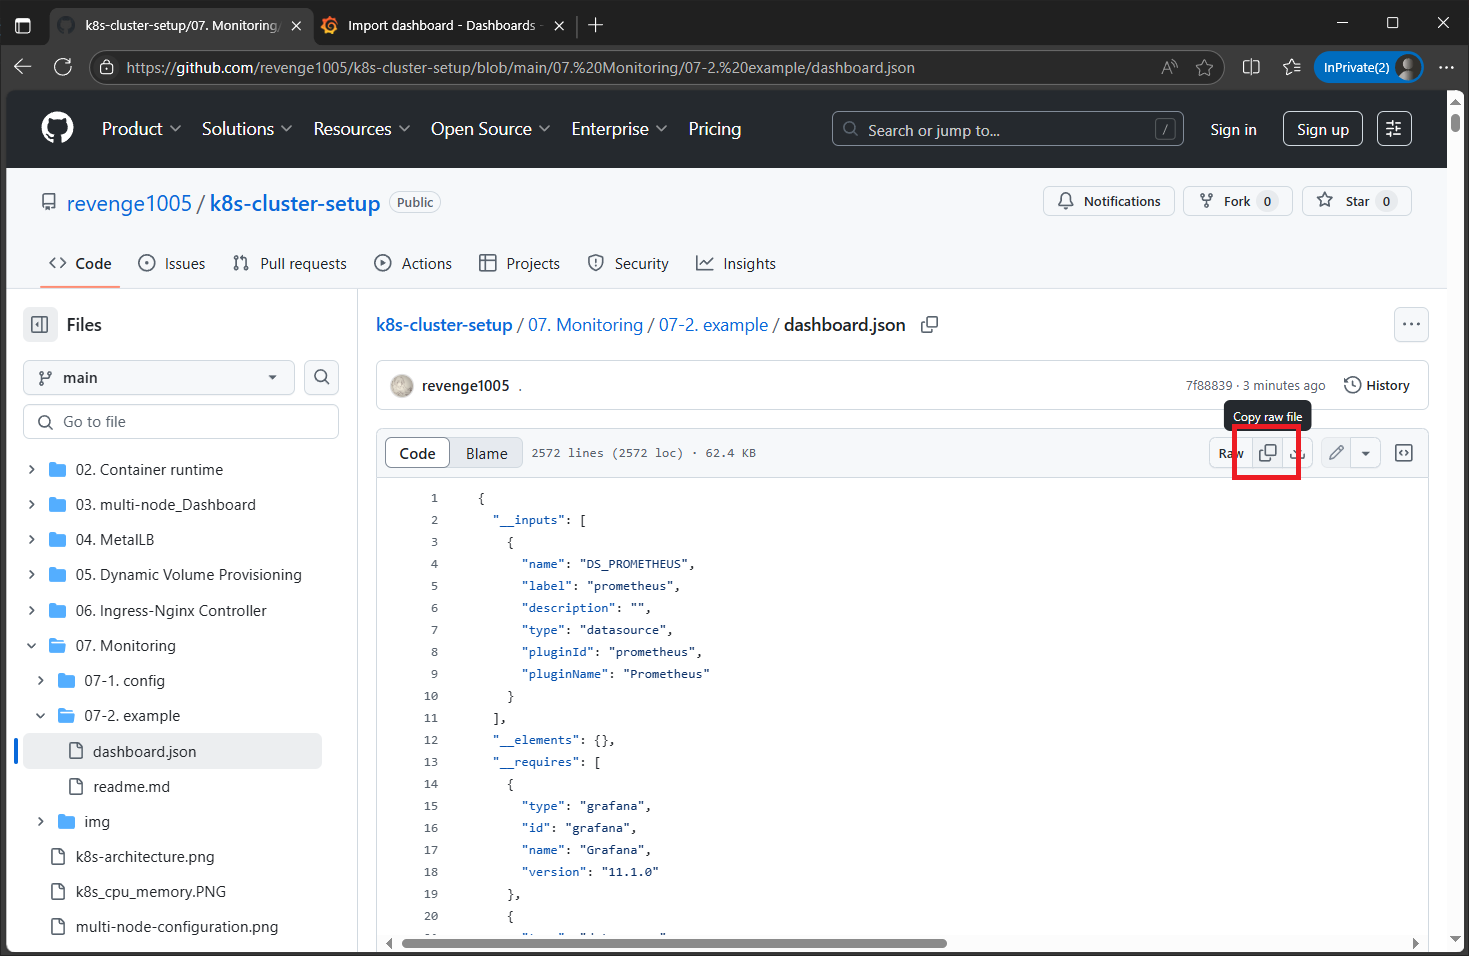 k8s-cluster-setup/07. Monitoring/
Import dashboard - Dashboards -
https://github.com/revenge1005/k8s-cluster-setup/blob/main/07.%20Monitoring/07-2.%20example/dashboard.json
InPrivate(2)
Product
Solutions
Resources
Open Source
Enterprise
Pricing
Search or jump to...
/
Sign in
Sign up
revenge1005 / k8s-cluster-setup
Public
Notifications
Fork 0
Star 0
Code
Issues
Pull requests
Actions
Projects
Security
Insights
Files
main
Go to file
02. Container runtime
03. multi-node_Dashboard
04. MetalLB
05. Dynamic Volume Provisioning
06. Ingress-Nginx Controller
07. Monitoring
07-1. config
07-2. example
dashboard.json
readme.md
img
k8s-architecture.png
k8s_cpu_memory.PNG
multi-node-configuration.png
k8s-cluster-setup / 07. Monitoring / 07-2. example / dashboard.json
revenge1005 .
7f88839 · 3 minutes ago
History
Copy raw file
Code
Blame
2572 lines (2572 loc) · 62.4 KB
Raw
1 {
2 "__inputs": [
3 {
4 "name": "DS_PROMETHEUS",
5 "label": "prometheus",
6 "description": "",
7 "type": "datasource",
8 "pluginId": "prometheus",
9 "pluginName": "Prometheus"
10 }
11 ],
12 "__elements": {},
13 "__requires": [
14 {
15 "type": "grafana",
16 "id": "grafana",
17 "name": "Grafana",
18 "version": "11.1.0"
19 },
20 {